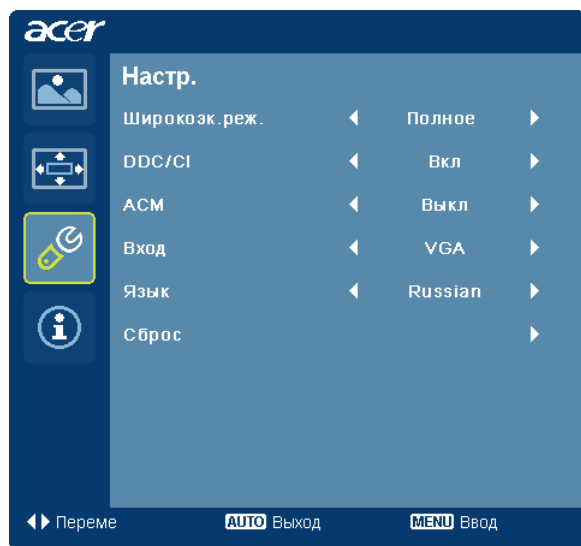 acer
Настр.
Широкоэк.реж. Полное
DDC/CI Вкл
ACM Выкл
Вход VGA
Язык Russian
Сброс
Переме AUTO Выход MENU Ввод